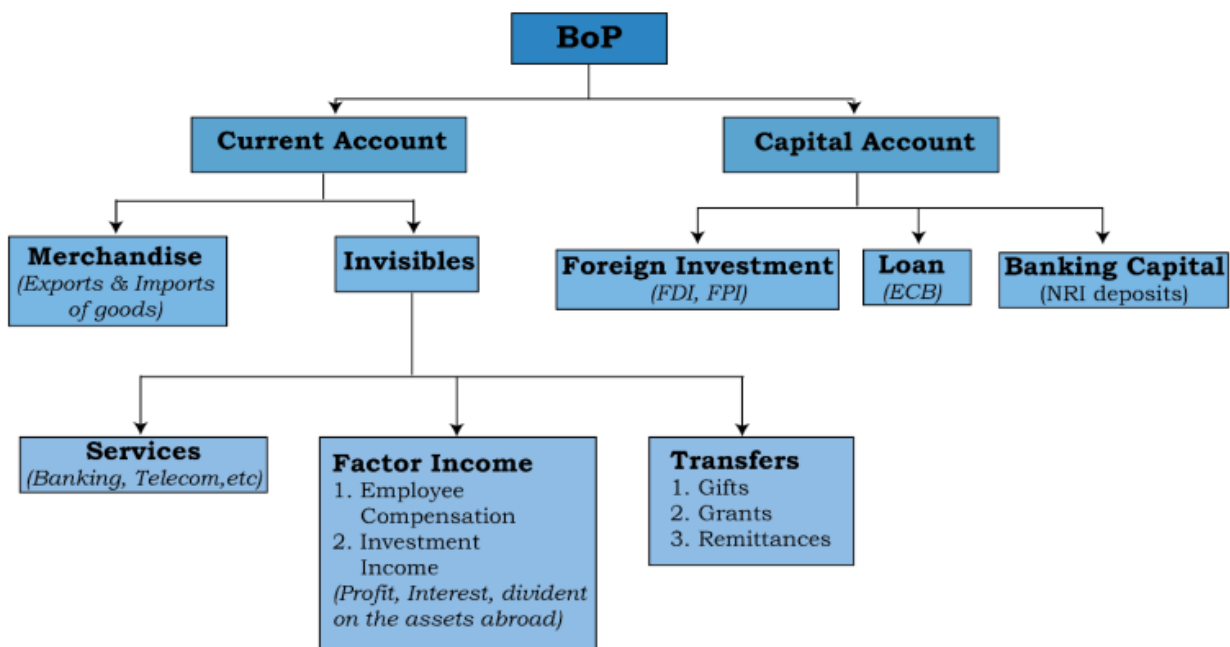 BoP
Current Account
Capital Account
Merchandise
(Exports & Imports
of goods)
Invisibles
Foreign Investment
(FDI, FPI)
Loan
(ECB)
Banking Capital
(NRI deposits)
Services
(Banking, Telecom,etc)
Factor Income
1. Employee
Compensation
2. Investment
Income
(Profit, Interest, divident
on the assets abroad)
Transfers
1. Gifts
2. Grants
3. Remittances